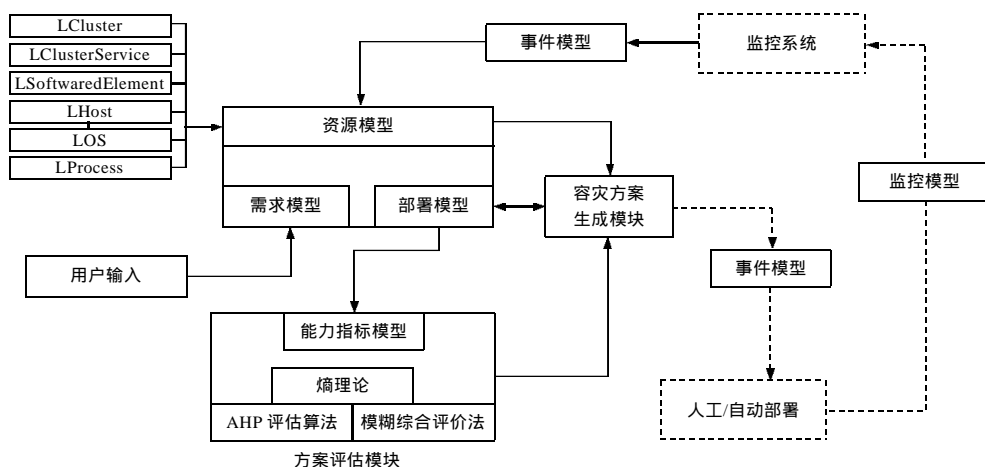 LCluster
LClusterService
LSoftwaredElement
LHost
LOS
LProcess
事件模型
监控系统
资源模型
需求模型
部署模型
容灾方案
生成模块
监控模型
用户输入
事件模型
能力指标模型
熵理论
AHP 评估算法
模糊综合评价法
人工/自动部署
方案评估模块